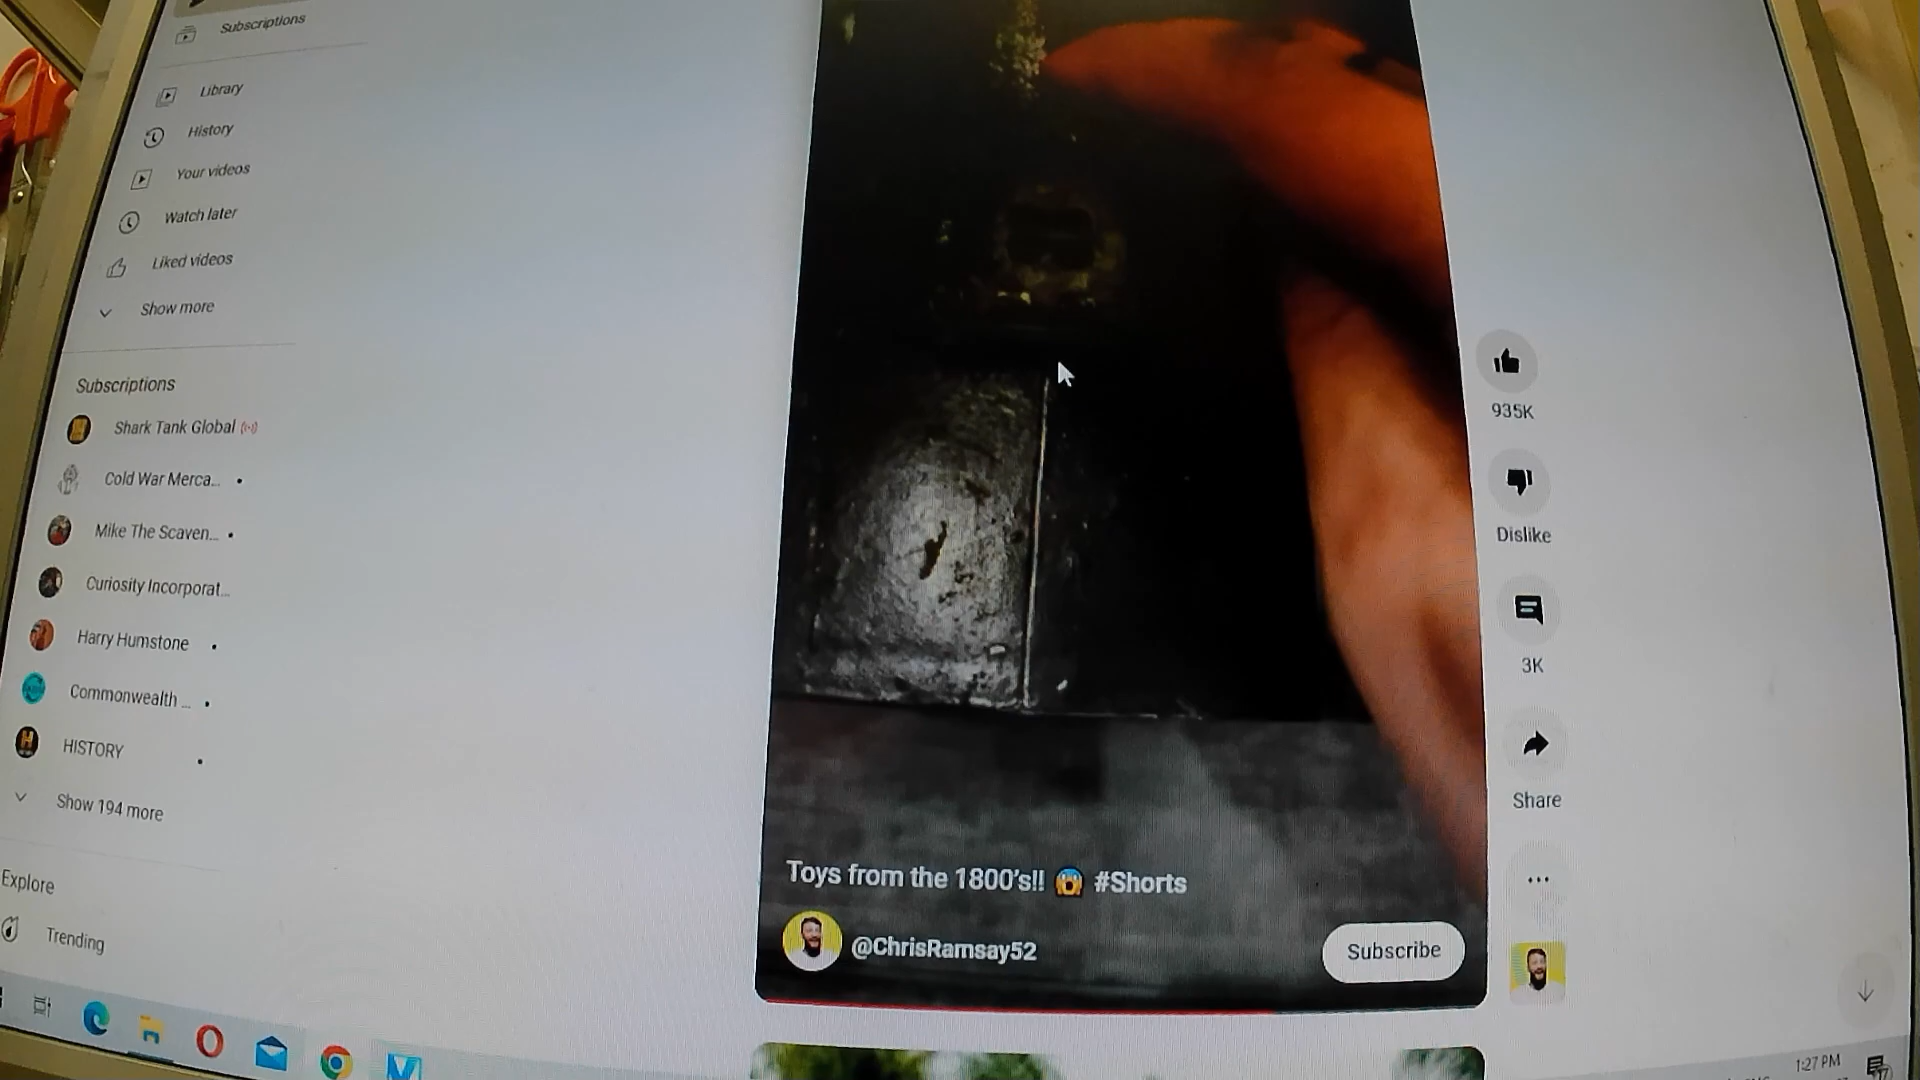 Subscriptions
Library
History
Your videos
Watch later
Liked videos
Show more
Subscriptions
Shark Tank Global
Cold War Merca...
Mike The Scaven...
Curiosity Incorporat...
Harry Humstone
Commonwealth ...
HISTORY
Show 194 more
Explore
Trending
935K
Dislike
3K
Share
Toys from the 1800's!! 😱 #Shorts
@ChrisRamsay52
Subscribe
1:27 PM